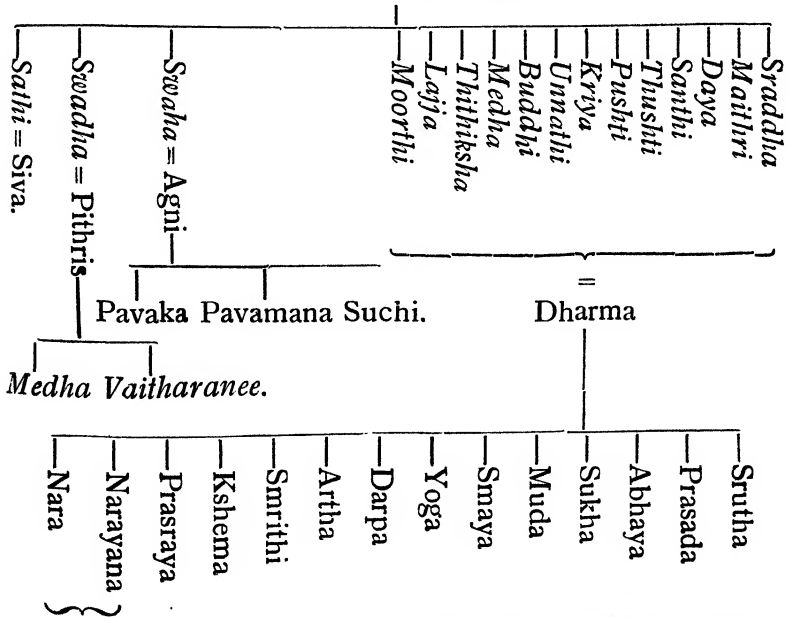 Sathi = Siva.
Swadha = Pithris
Swaha = Agni
Moorthi
Lajja
Thithiksha
Medha
Buddhi
Unnathi
Kriya
Pushti
Thushti
Santhi
Daya
Maithri
Sraddha
Pavaka Pavamana Suchi.
=
Dharma
Medha Vaitharanee.
Nara
Narayana
Prasraya
Kshema
Smrithi
Artha
Darpa
Yoga
Smaya
Muda
Sukha
Abhaya
Prasada
Srutha